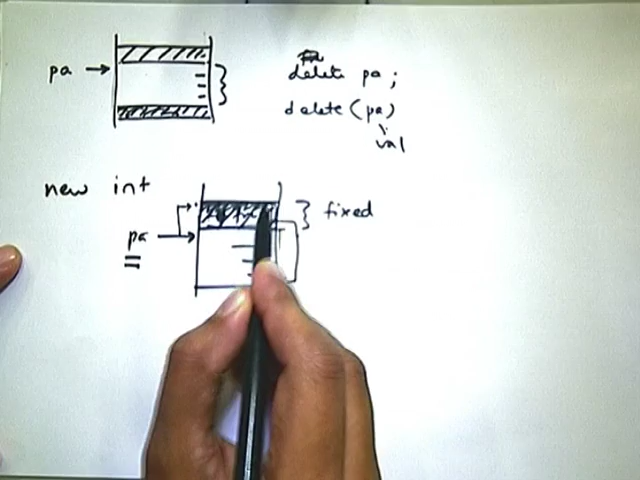 pa
delete pa ;
delete (pa)
val
new int
pa
fixed